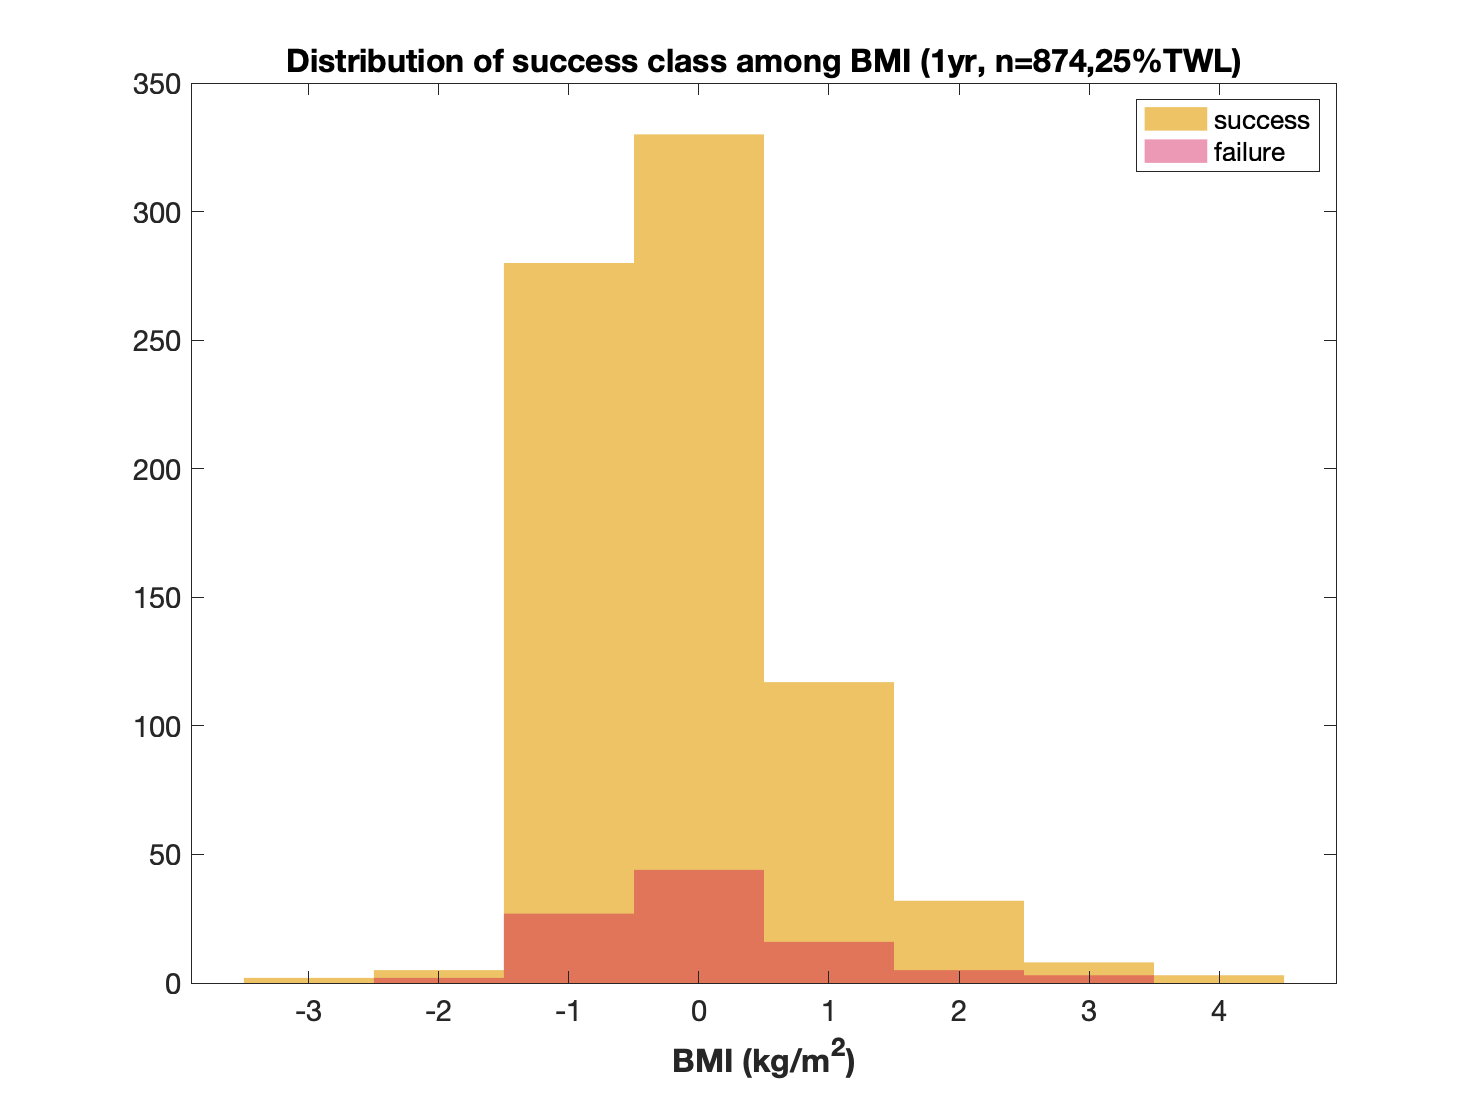 Distribution of success class among BMI (1yr, n=874,25%TWL)
success
failure
350
300
250
200
150
100
50
0
-3 -2 -1 0 1 2 3 4
BMI (kg/m²)